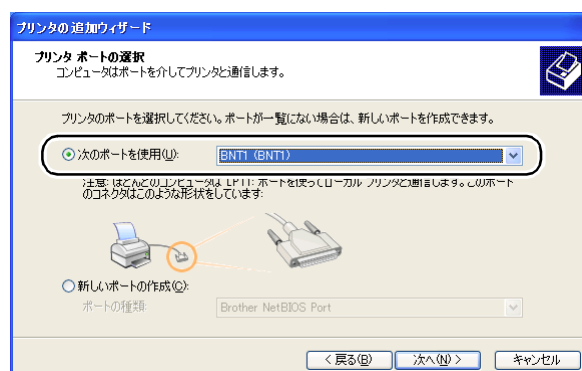 プリンタの追加ウィザード
プリンタ ポートの選択
コンピュータはポートを介してプリンタと通信します。
プリンタのポートを選択してください。ポートが一覧にない場合は、新しいポートを作成できます。
次のポートを使用(U):
BNT1 (BNT1)
注意: ほとんどのコンピュータは LPT1: ポートを使ってローカル プリンタと通信します。このポート
のコネクタはこのような形状をしています:
新しいポートの作成(C):
ポートの種類:
Brother NetBIOS Port
< 戻る(B)
次へ(N) >
キャンセル